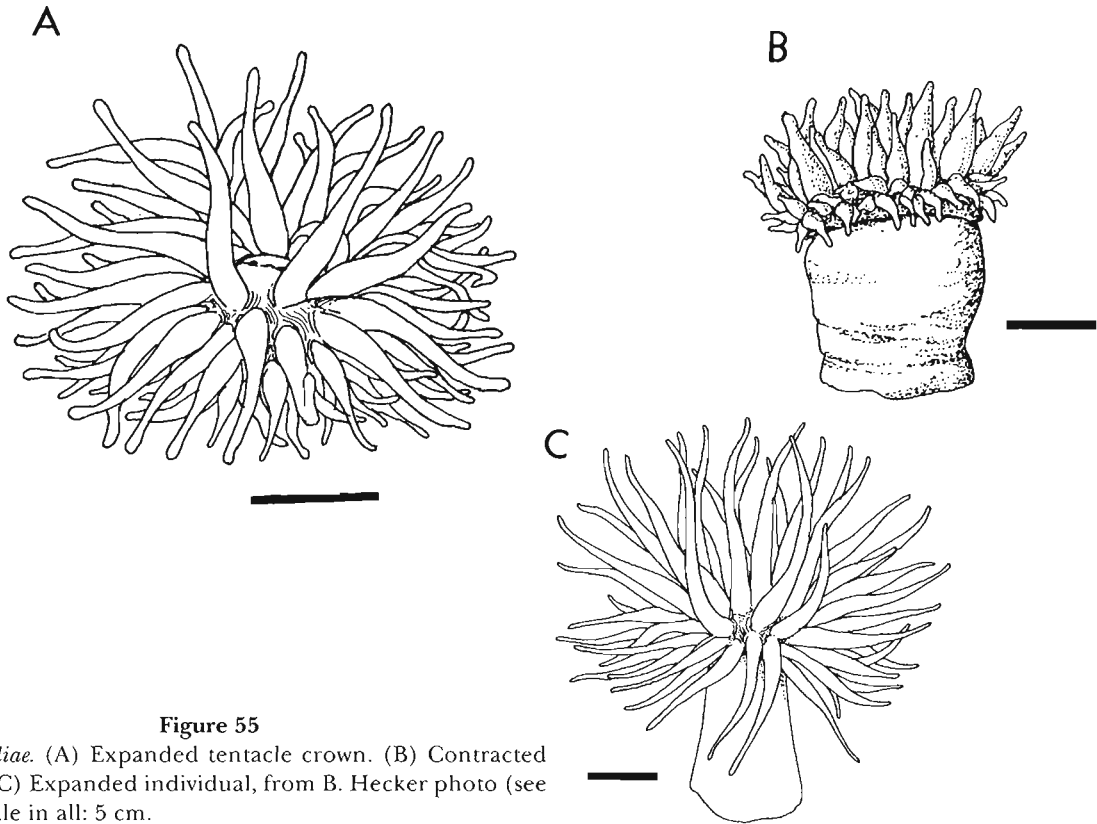 A
B
C
Figure 55
liae. (A) Expanded tentacle crown. (B) Contracted
C) Expanded individual, from B. Hecker photo (see
le in all: 5 cm.